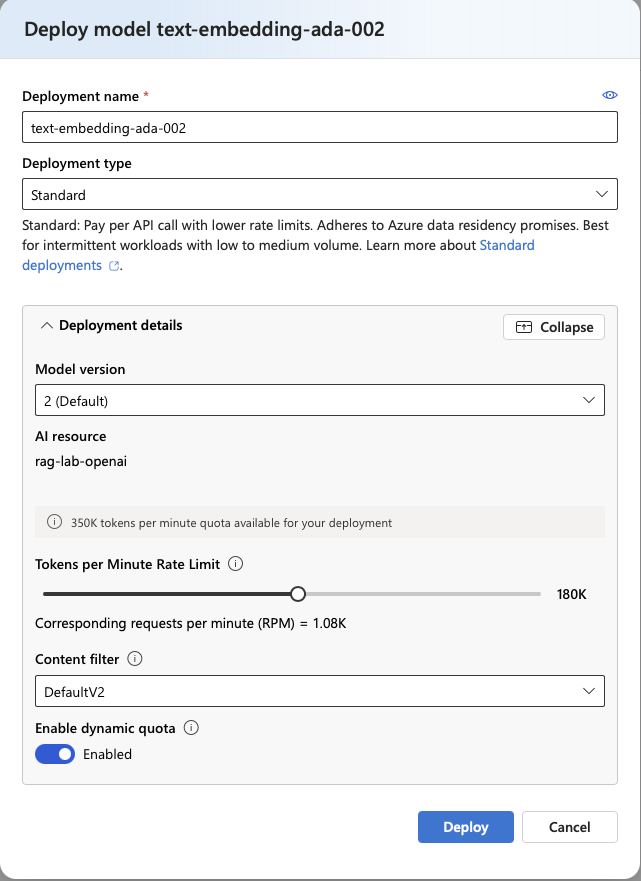 Deploy model text-embedding-ada-002
Deployment name *
text-embedding-ada-002
Deployment type
Standard
Standard: Pay per API call with lower rate limits. Adheres to Azure data residency promises. Best
for intermittent workloads with low to medium volume. Learn more about Standard
deployments.
Deployment details
Collapse
Model version
2 (Default)
AI resource
rag-lab-openai
350K tokens per minute quota available for your deployment
Tokens per Minute Rate Limit
180K
Corresponding requests per minute (RPM) = 1.08K
Content filter
DefaultV2
Enable dynamic quota
Enabled
Deploy
Cancel